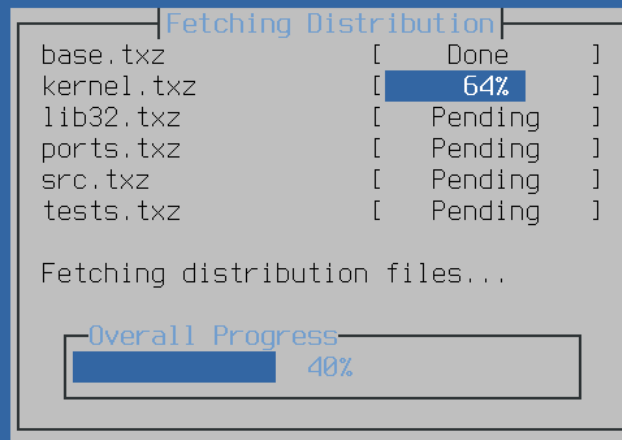 Fetching Distribution
base.txz [ Done ]
kernel.txz [ 64% ]
lib32.txz [ Pending ]
ports.txz [ Pending ]
src.txz [ Pending ]
tests.txz [ Pending ]
Fetching distribution files...
Overall Progress
40%